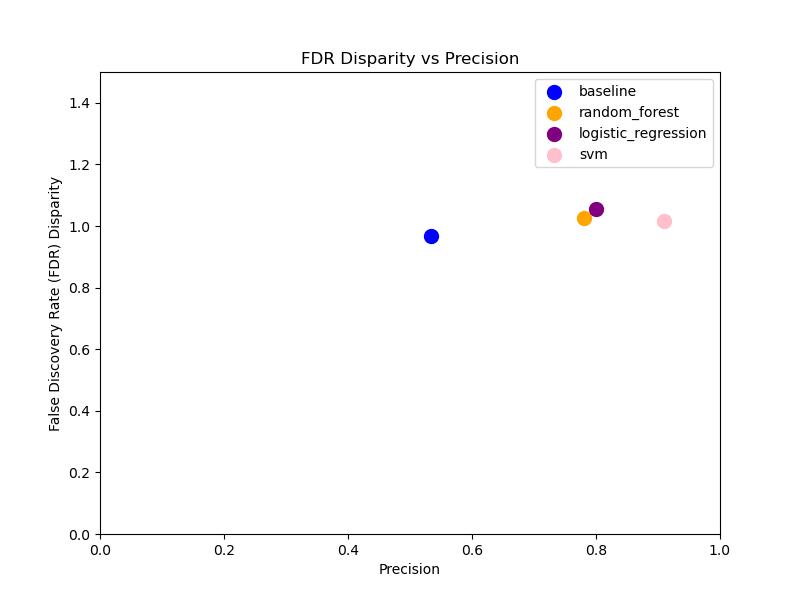 FDR Disparity vs Precision
baseline
random_forest
logistic_regression
svm
False Discovery Rate (FDR) Disparity
1.4
1.2
1.0
0.8
0.6
0.4
0.2
0.0
0.0 0.2 0.4 0.6 0.8 1.0
Precision